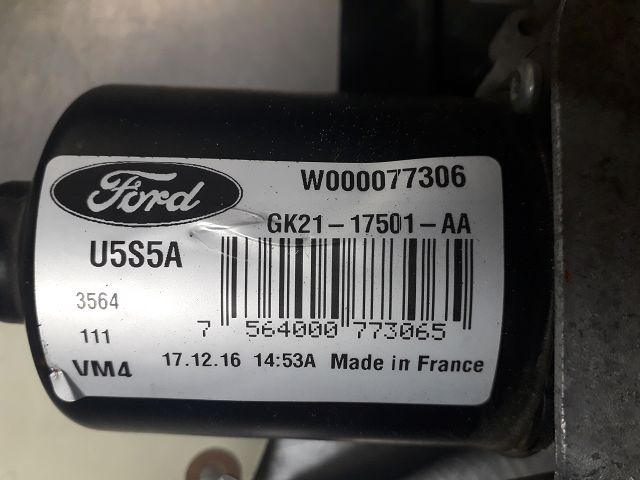 Ford
W000077306
GK21-17501-AA
U5S5A
3564
111
7 564000 773065
VM4
17.12.16 14:53A Made in France